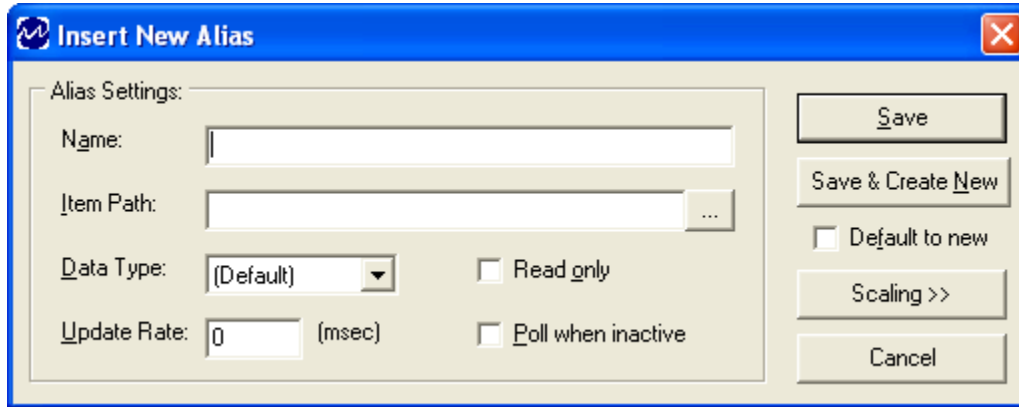 Insert New Alias
Alias Settings:
Name:
Save
Save & Create New
Item Path:
...
Default to new
Data Type:
(Default)
Read only
Scaling >>
Update Rate:
0
(msec)
Poll when inactive
Cancel